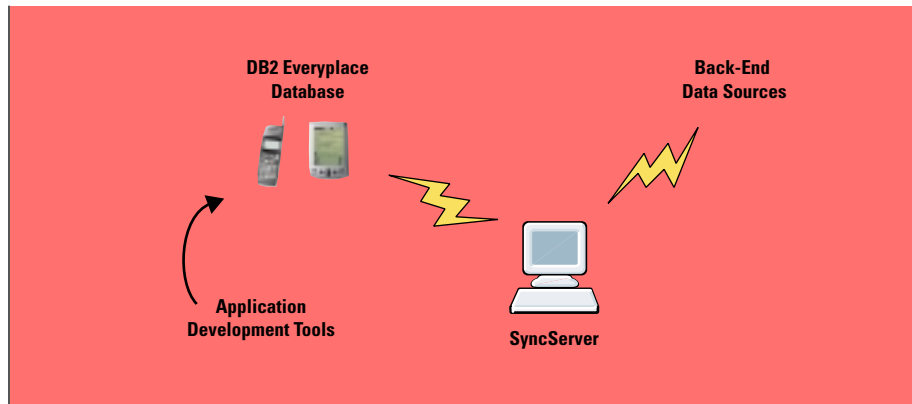 DB2 Everyplace
Database
Back-End
Data Sources
Application
Development Tools
SyncServer